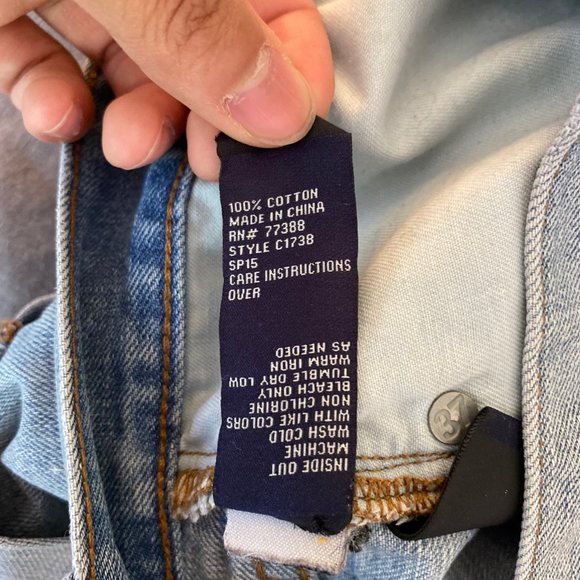 100% COTTON
MADE IN CHINA
RN# 77388
STYLE C1738
SP15
CARE INSTRUCTIONS
OVER
INSIDE OUT
MACHINE
WASH COLD
WITH LIKE COLORS
NON CHLORINE
BLEACH ONLY
TUMBLE DRY LOW
WARM IRON
AS NEEDED